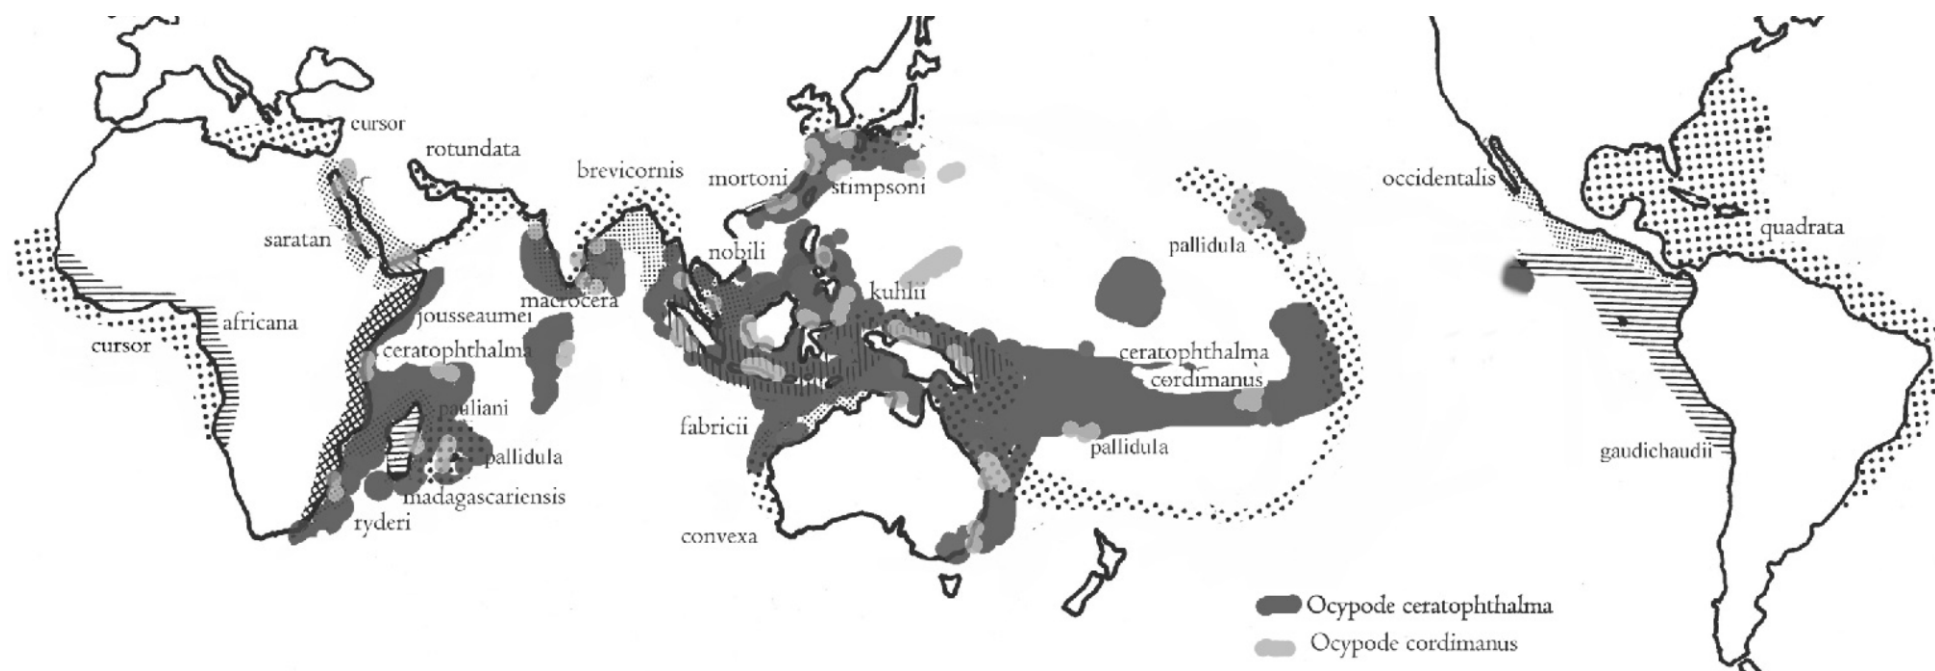 cursor
rotundata
brevicornis
mortoni
stimpsoni
occidentalis
saratan
nobili
pallidula
quadrata
macrocera
kuhlii
jousseaumei
africana
cursor
ceratophthalma
ceratophthalma
cordimanus
pauliani
fabricii
pallidula
pallidula
gaudichaudii
madagascariensis
ryderi
convexa
Ocypode ceratophthalma
Ocypode cordimanus